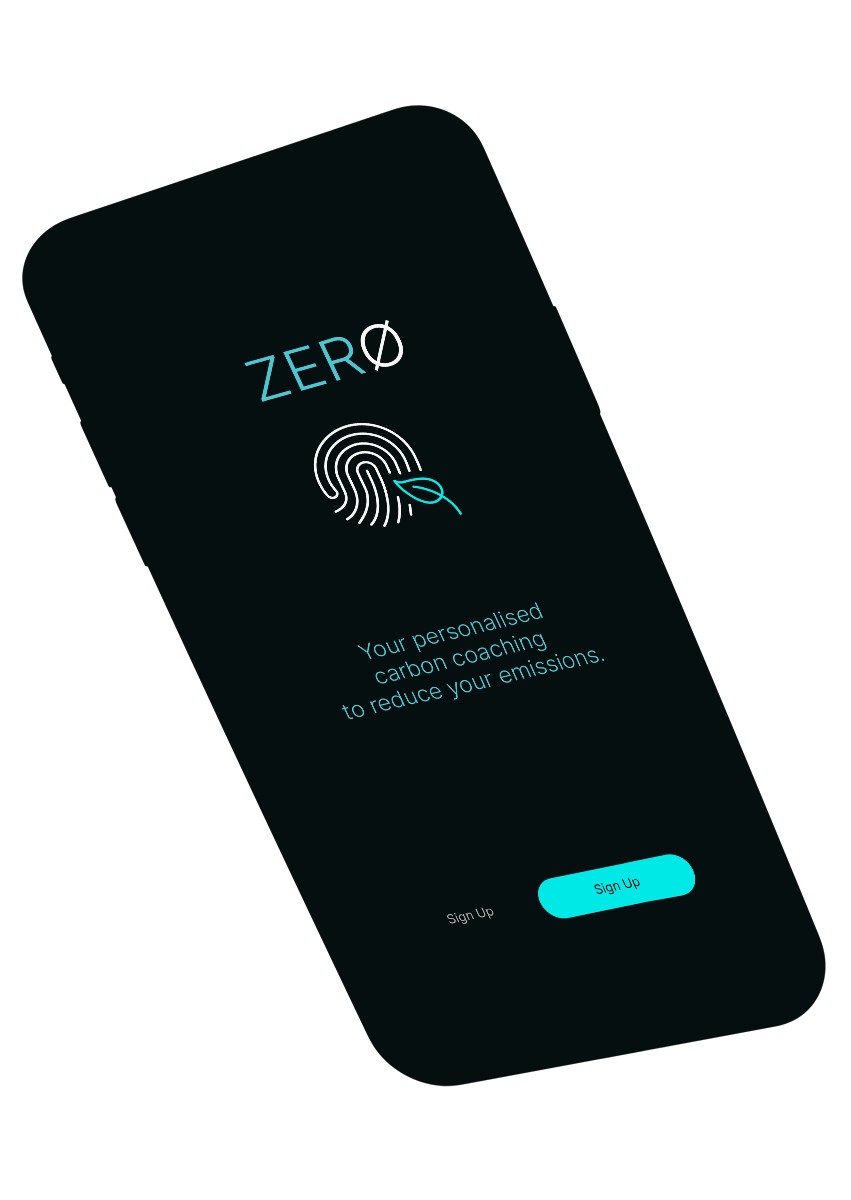 ZERØ
Your personalised
carbon coaching
to reduce your emissions.
Sign Up
Sign Up